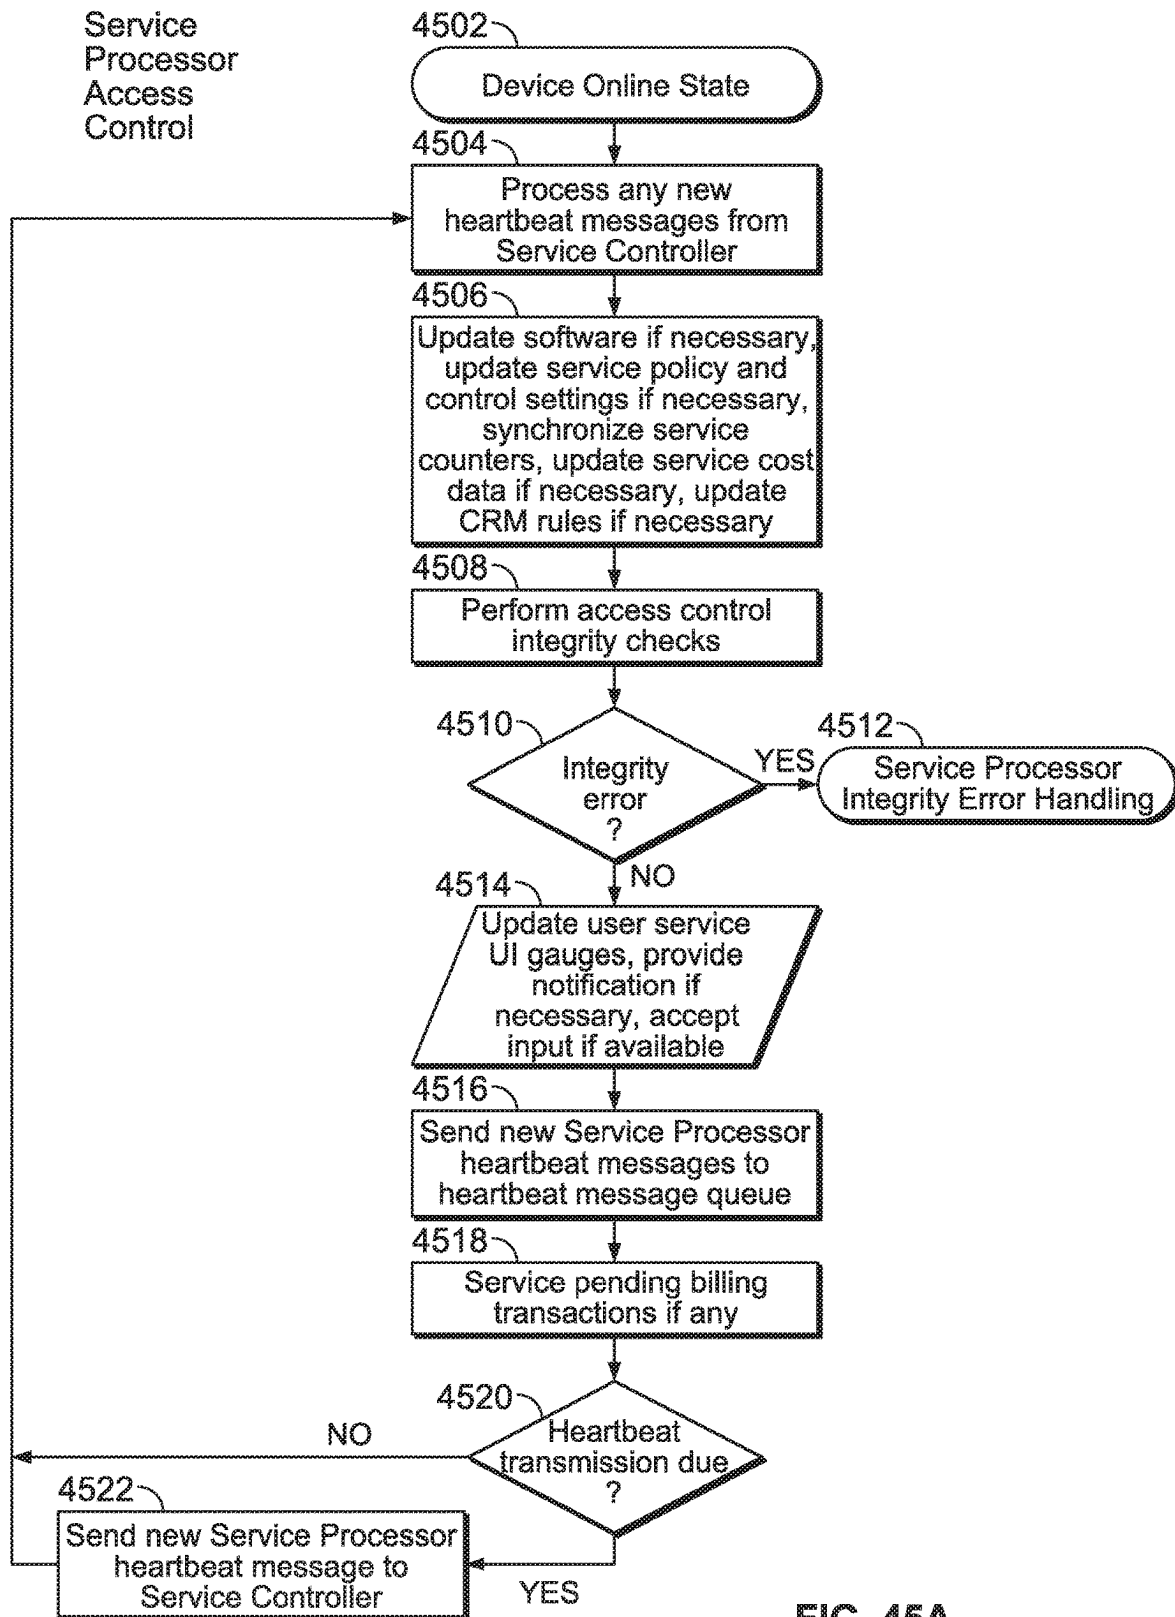 Service
Processor
Access
Control
4502
Device Online State
4504
Process any new
heartbeat messages from
Service Controller
4506
Update software if necessary,
update service policy and
control settings if necessary,
synchronize service
counters, update service cost
data if necessary, update
CRM rules if necessary
4508
Perform access control
integrity checks
4510
Integrity
error
?
YES
4512
Service Processor
Integrity Error Handling
NO
4514
Update user service
UI gauges, provide
notification if
necessary, accept
input if available
4516
Send new Service Processor
heartbeat messages to
heartbeat message queue
4518
Service pending billing
transactions if any
4520
Heartbeat
transmission due
?
NO
4522
Send new Service Processor
heartbeat message to
Service Controller
YES
FIG. 45A